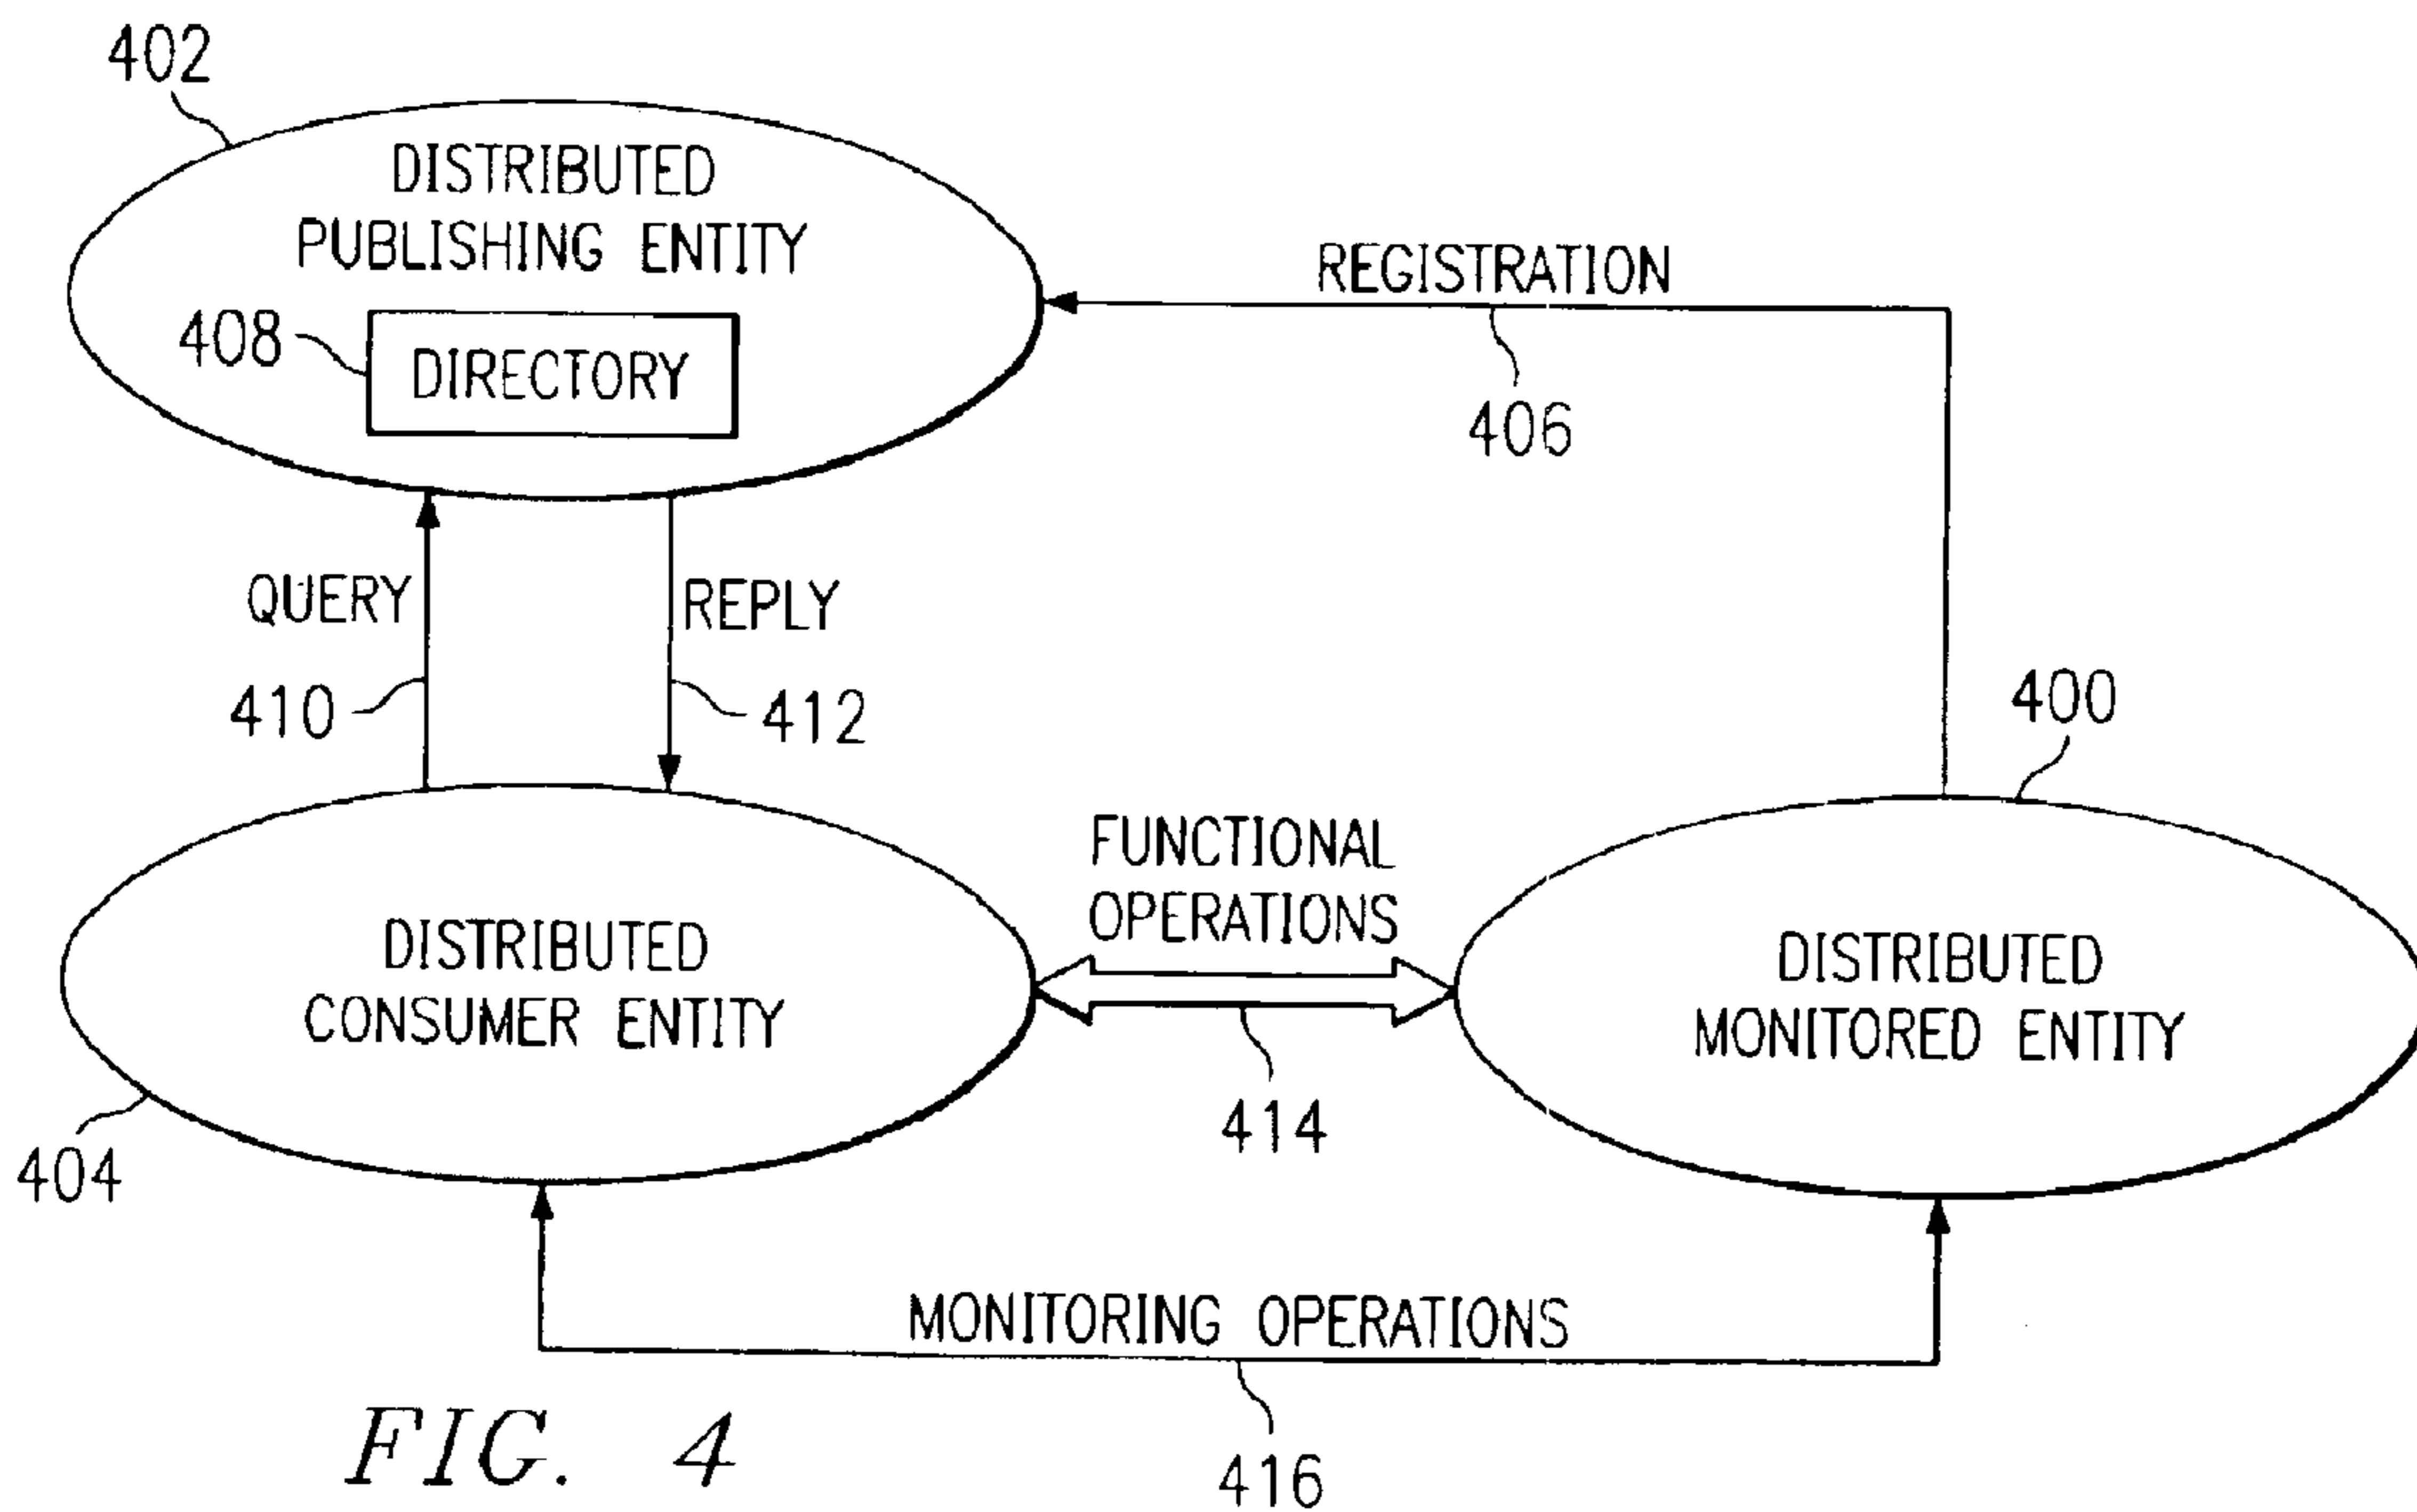 402
DISTRIBUTED
PUBLISHING ENTITY
408
DIRECTORY
REGISTRATION
406
QUERY
REPLY
410
412
400
FUNCTIONAL
OPERATIONS
DISTRIBUTED
CONSUMER ENTITY
DISTRIBUTED
MONITORED ENTITY
414
404
MONITORING OPERATIONS
416
FIG. 4